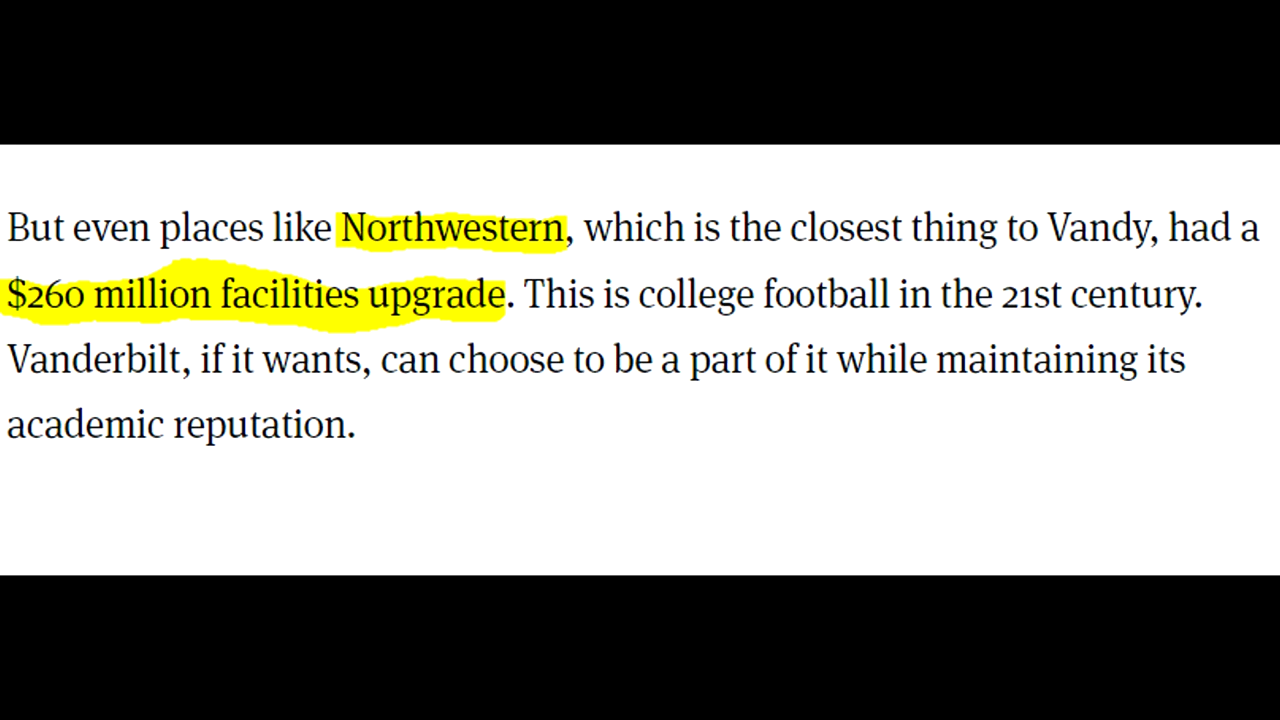 But even places like Northwestern, which is the closest thing to Vandy, had a
$260 million facilities upgrade. This is college football in the 21st century.
Vanderbilt, if it wants, can choose to be a part of it while maintaining its
academic reputation.